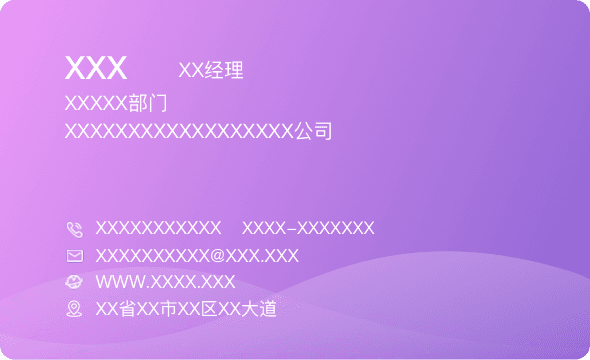 XXX XX经理
XXXXX部门
XXXXXXXXXXXXXXXXXX公司
XXXXXXXXXXX XXXX-XXXXXXX
XXXXXXXXXX@XXX.XXX
WWW.XXXX.XXX
XX省XX市XX区XX大道